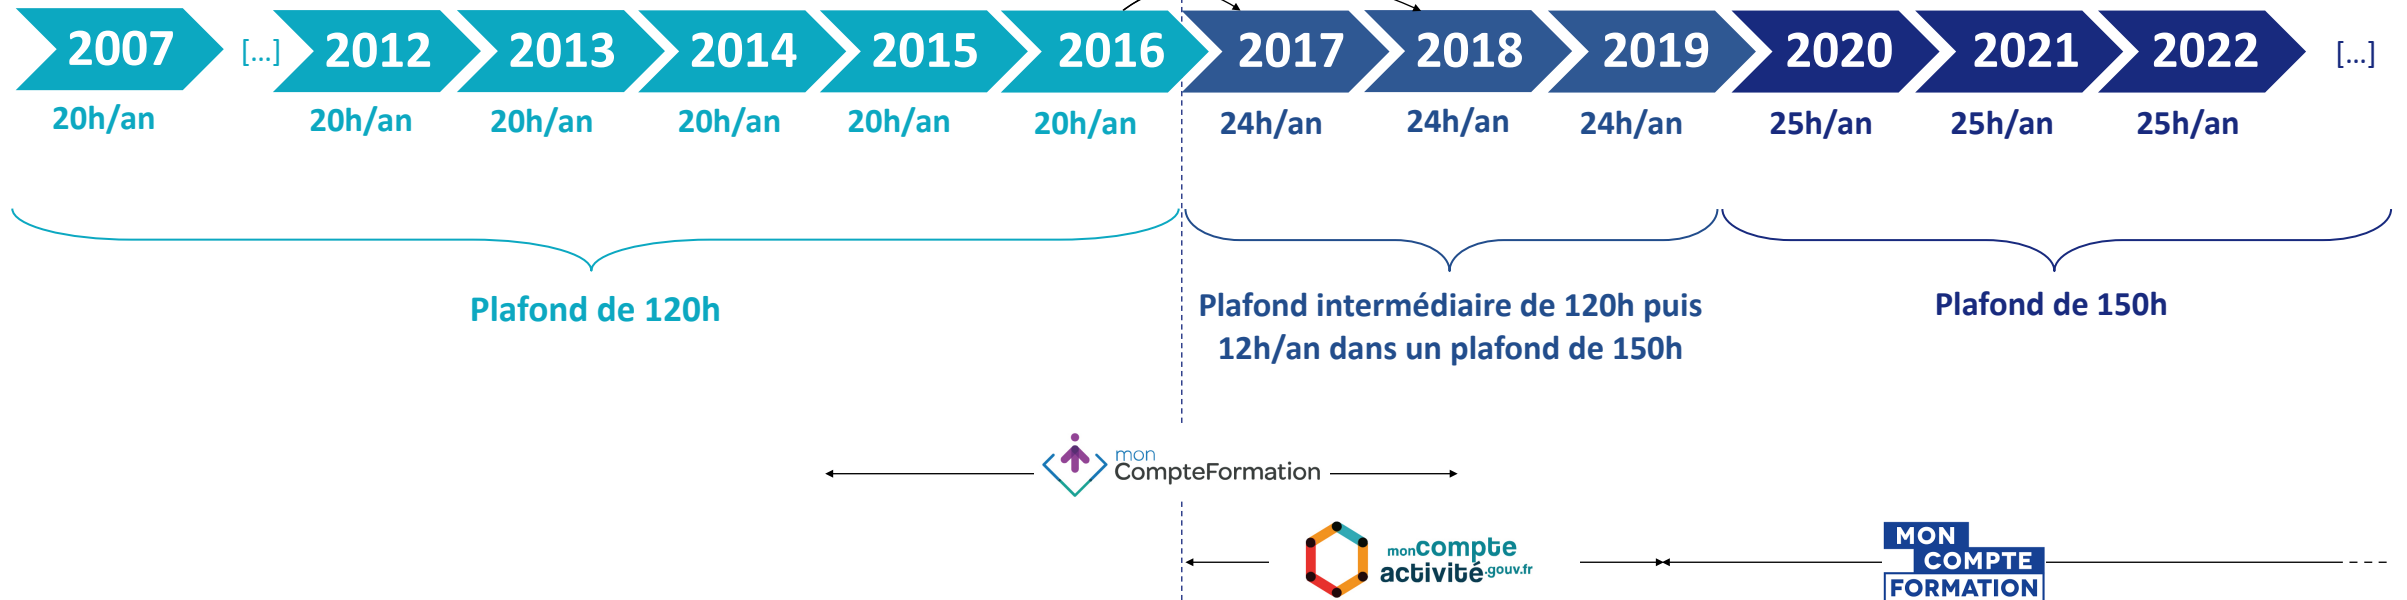 2007 [...] 2012 2013 2014 2015 2016 2017 2018 2019 2020 2021 2022 [...]
20h/an 20h/an 20h/an 20h/an 20h/an 20h/an 24h/an 24h/an 24h/an 25h/an 25h/an 25h/an
Plafond de 120h
Plafond intermédiaire de 120h puis
12h/an dans un plafond de 150h
Plafond de 150h
mon
CompteFormation
moncompte
activité.gouv.fr
MON
COMPTE
FORMATION